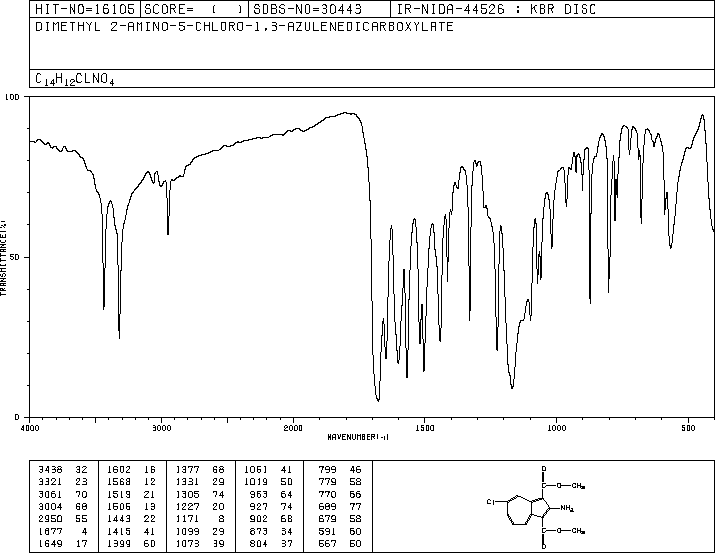 HIT-NO=16105 SCORE= ( ) SDBS-NO=30443 IR-NIDA-44526 : KBR DISC
DIMETHYL 2-AMINO-5-CHLORO-1,3-AZULENEDICARBOXYLATE
C14H12CLNO4
100
TRANSMITTANCE(%)
50
0
4000 3000 2000 1500 1000 500
WAVENUMBER(-1)
3438 32 1602 16 1377 68 1061 41 799 46
3321 23 1568 12 1331 29 1019 50 779 58
3061 70 1519 21 1305 74 963 64 770 66
3004 68 1506 13 1227 20 927 74 689 77
2950 55 1443 22 1171 8 902 68 679 58
1677 4 1415 41 1099 29 873 34 591 60
1649 17 1399 60 1073 39 804 37 567 50
O
C—O—CH3
Cl
NH2
C—O—CH3
O